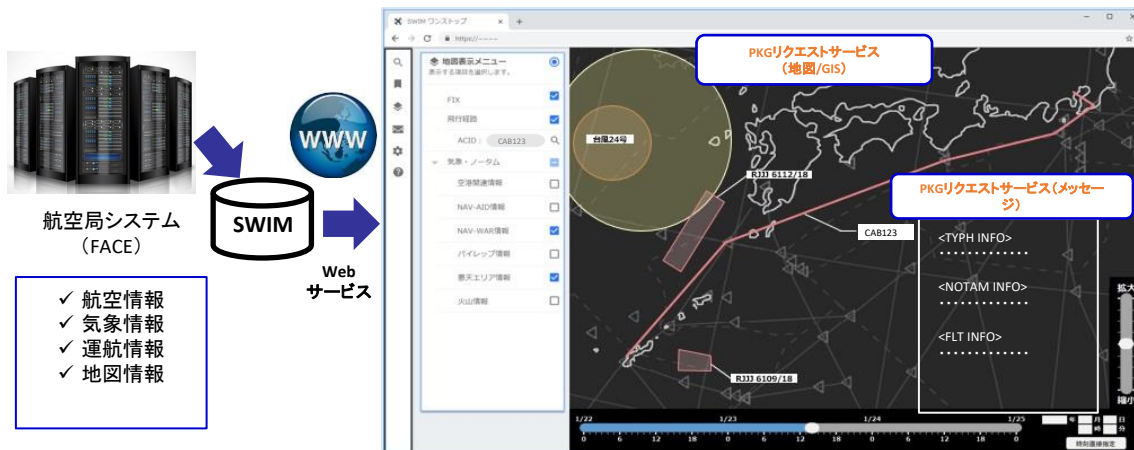 航空局システム
（FACE）
✓ 航空情報
✓ 気象情報
✓ 運航情報
✓ 地図情報
SWIM
WWW
Web
サービス
SWIM ワンストップ
https://~~~~
地図表示メニュー
表示する項目を選択します。
FIX
飛行経路
ACID： CAB123
気象・ノータム
空港関連情報
NAV-AID情報
NAV-WAR情報
パイレップ情報
悪天エリア情報
火山情報
PKGリクエストサービス
（地図/GIS）
台風24号
RJJJ 6112/18
CAB123
RJJJ 6109/18
PKGリクエストサービス（メッセー
ジ）
<TYPH INFO>
・・・・・・・・・・・・
<NOTAM INFO>
・・・・・・・・・・・・
<FLT INFO>
・・・・・・・・・・・・
拡大
縮小
1/22 1/23 1/24 1/25
0 6 12 18 0 6 12 18 0 6 12 18 0
年 月 日
時 分
時刻直接指定